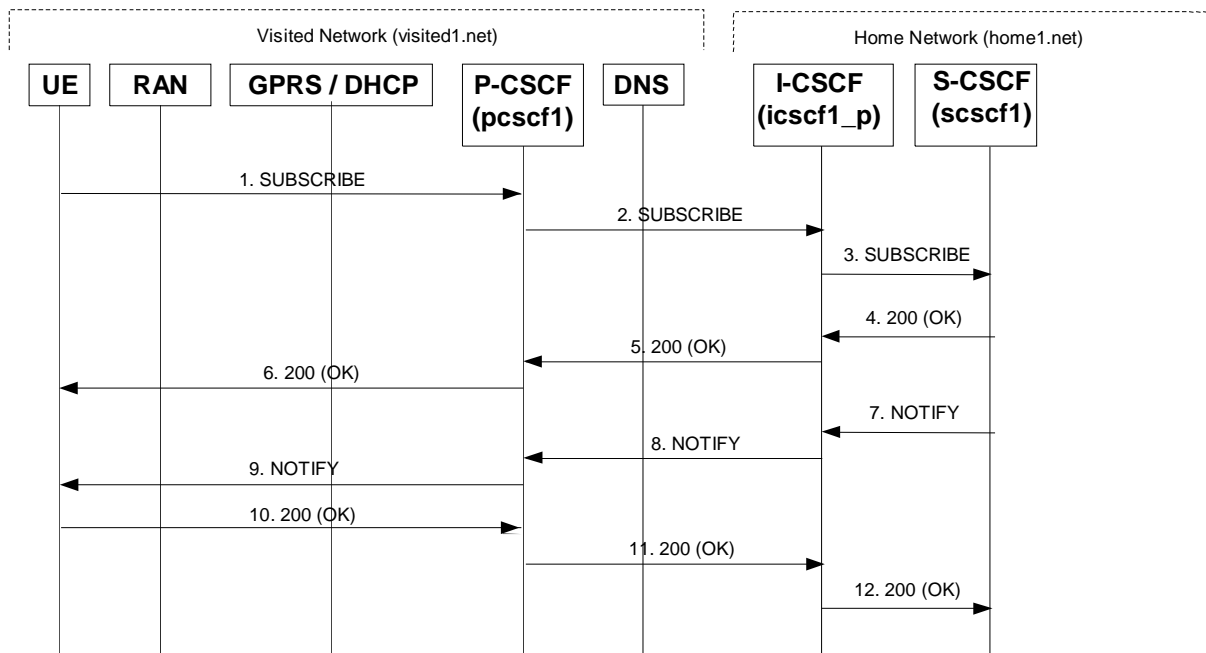 Visited Network (visited1.net)
Home Network (home1.net)
UE
RAN
GPRS / DHCP
P-CSCF
(pcscf1)
DNS
I-CSCF
(icscf1_p)
S-CSCF
(scscf1)
1. SUBSCRIBE
2. SUBSCRIBE
3. SUBSCRIBE
4. 200 (OK)
5. 200 (OK)
6. 200 (OK)
7. NOTIFY
8. NOTIFY
9. NOTIFY
10. 200 (OK)
11. 200 (OK)
12. 200 (OK)